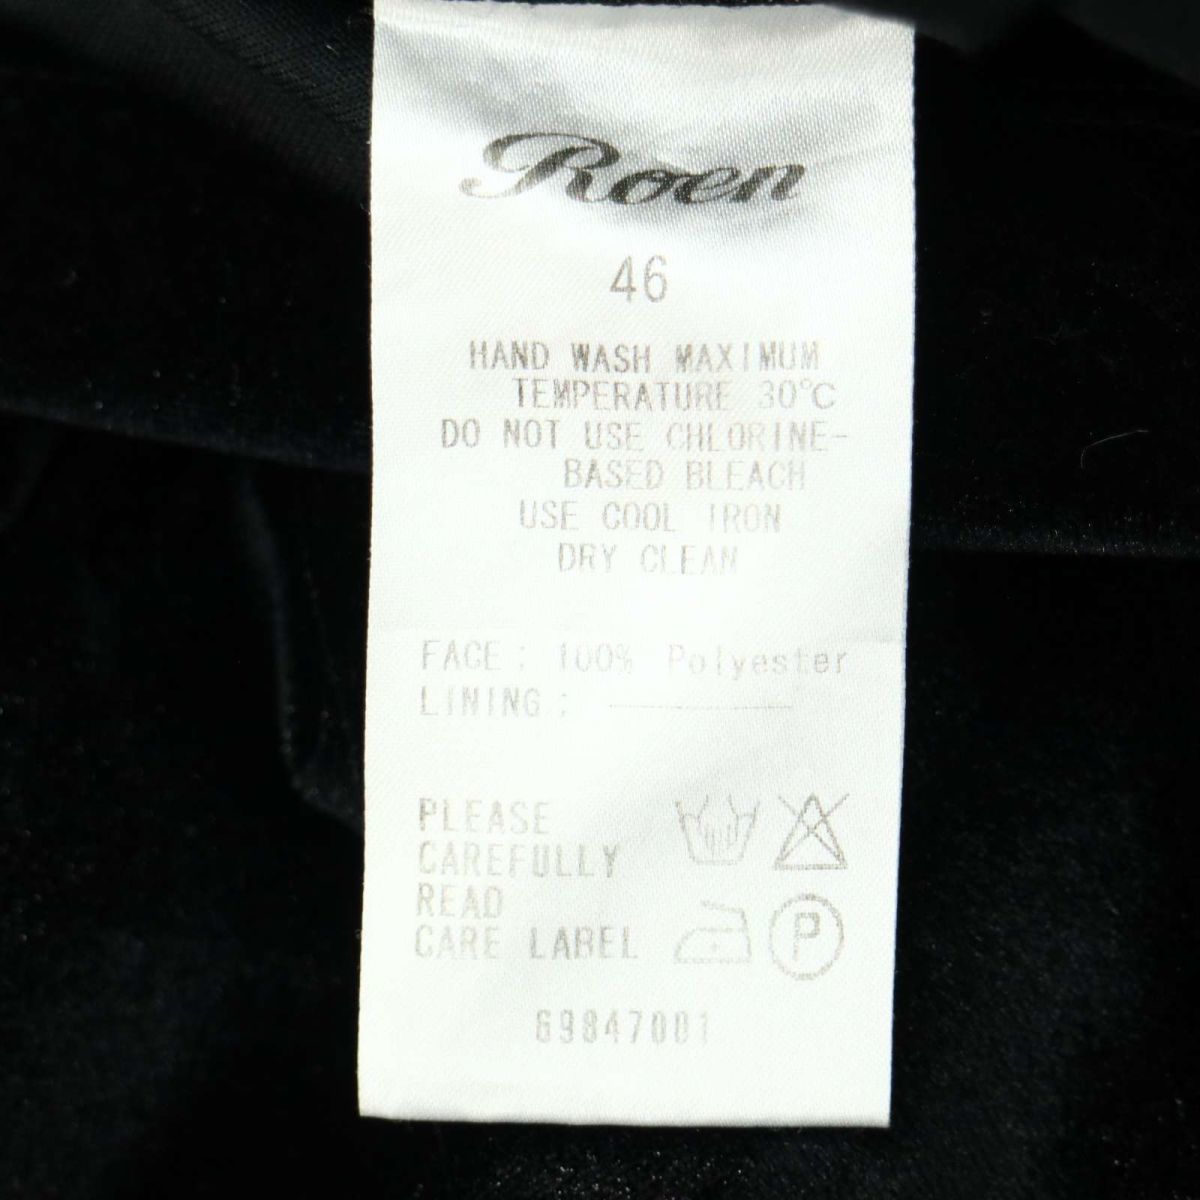 Roen
46
HAND WASH MAXIMUM
TEMPERATURE 30°C
DO NOT USE CHLORINE-
BASED BLEACH
USE COOL IRON
DRY CLEAN
FACE: 100% Polyester
LINING:
PLEASE
CAREFULLY
READ
CARE LABEL
P
69847001